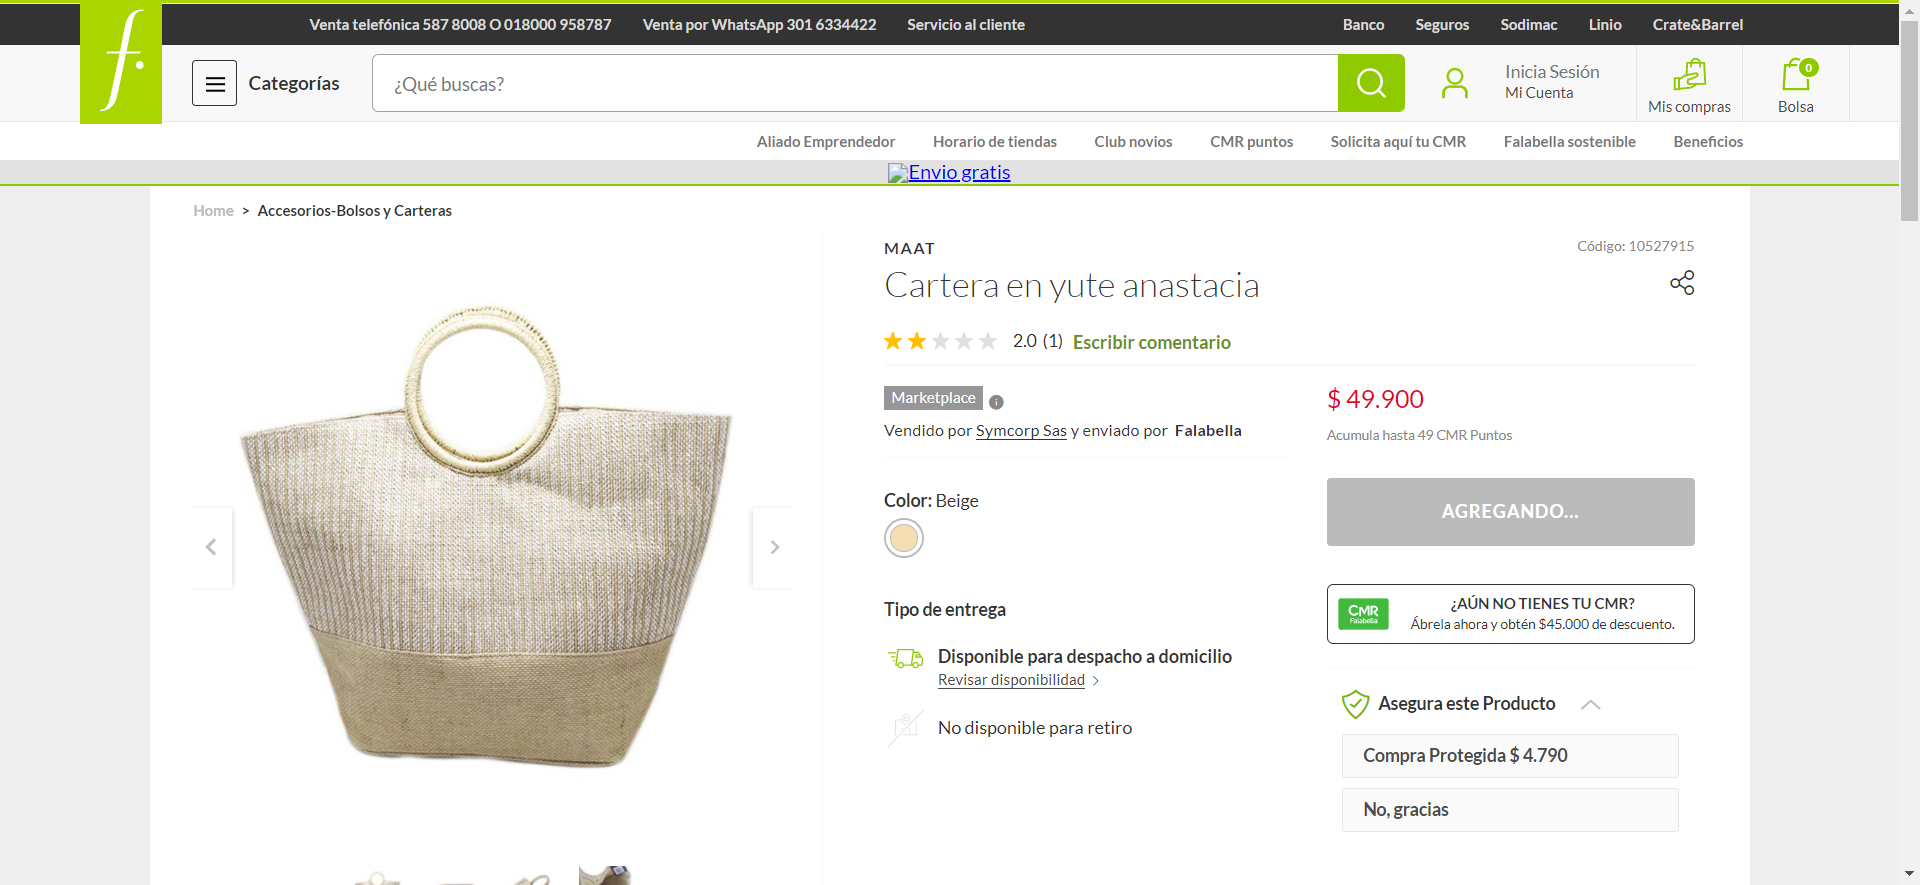 Venta telefónica 587 8008 O 018000 958787
Venta por WhatsApp 301 6334422
Servicio al cliente
Banco
Seguros
Sodimac
Linio
Crate&Barrel
f.
Categorías
¿Qué buscas?
Inicia Sesión
Mi Cuenta
Mis compras
0
Bolsa
Aliado Emprendedor
Horario de tiendas
Club novios
CMR puntos
Solicita aquí tu CMR
Falabella sostenible
Beneficios
Envio gratis
Home > Accesorios-Bolsos y Carteras
MAAT
Código: 10527915
Cartera en yute anastacia
2.0 (1) Escribir comentario
Marketplace
Vendido por Symcorp Sas y enviado por Falabella
$ 49.900
Acumula hasta 49 CMR Puntos
Color: Beige
AGREGANDO...
Tipo de entrega
Disponible para despacho a domicilio
Revisar disponibilidad
No disponible para retiro
CMR
Falabella
¿AÚN NO TIENES TU CMR?
Ábrela ahora y obtén $45.000 de descuento.
Asegura este Producto
Compra Protegida $ 4.790
No, gracias